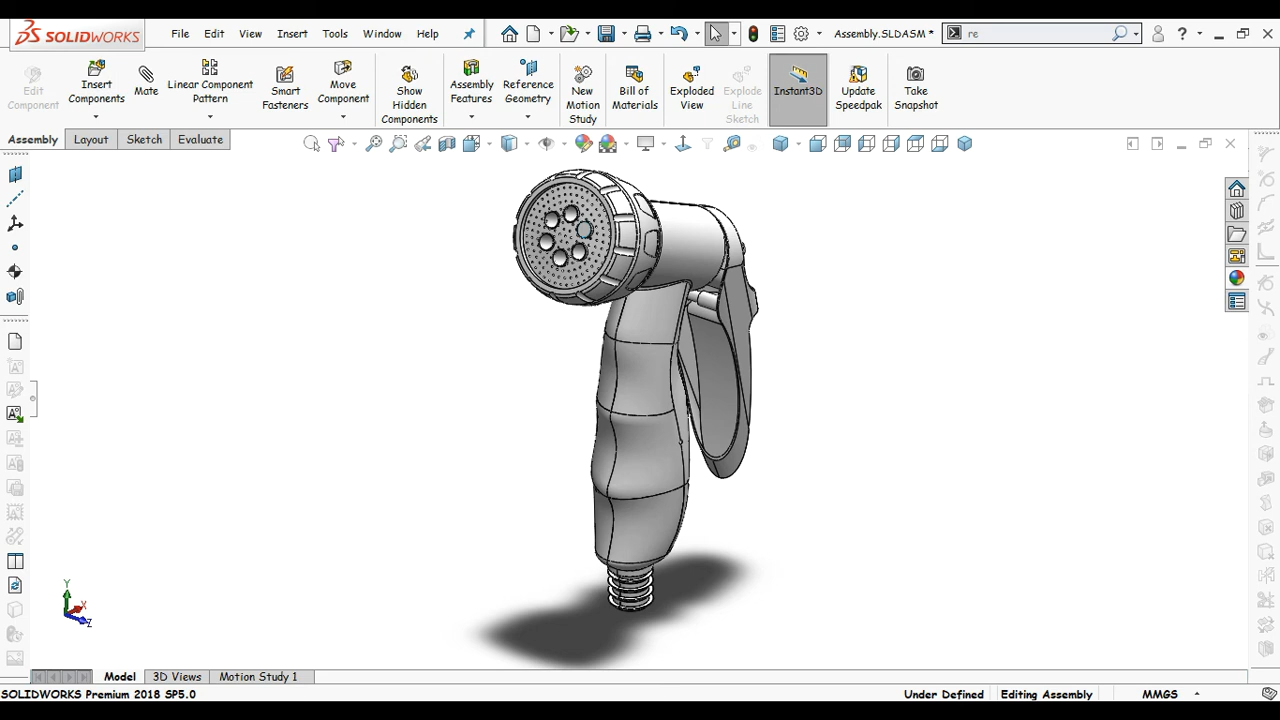 SOLIDWORKS File Edit View Insert Tools Window Help Assembly.SLDASM * re ?
Edit Component
Insert Components
Mate
Linear Component Pattern
Smart Fasteners
Move Component
Show Hidden Components
Assembly Features
Reference Geometry
New Motion Study
Bill of Materials
Exploded View
Explode Line Sketch
Instant3D
Update Speedpak
Take Snapshot
Assembly Layout Sketch Evaluate
Y
X
Z
Model 3D Views Motion Study 1
SOLIDWORKS Premium 2018 SP5.0 Under Defined Editing Assembly MMGS